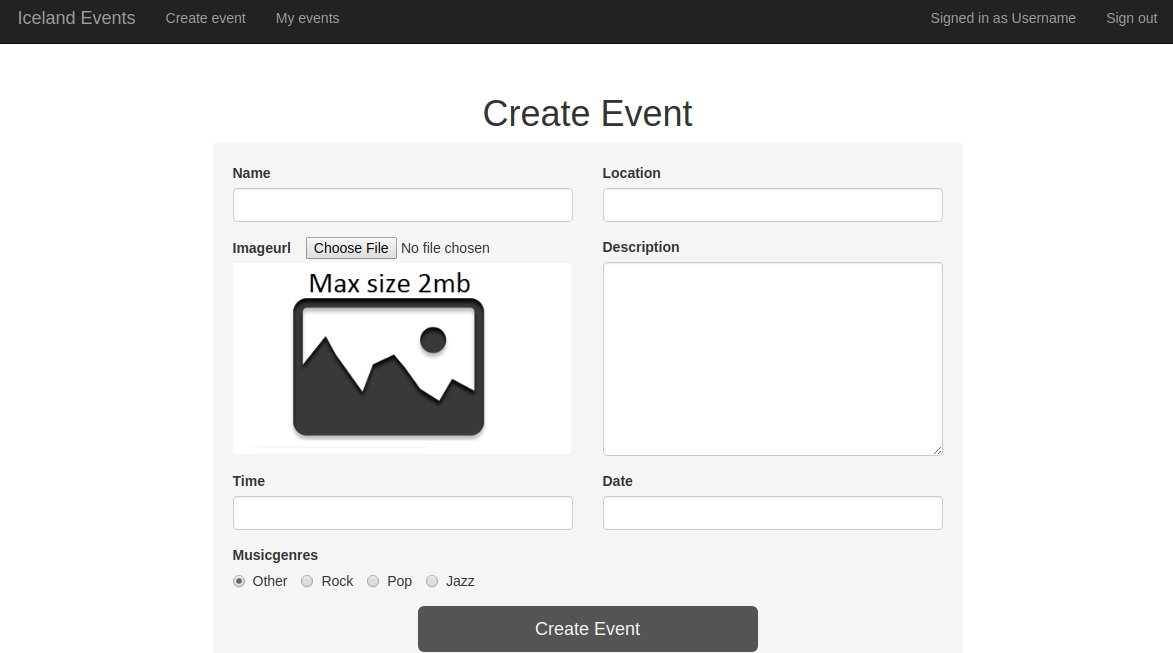 Iceland Events Create event My events Signed in as Username Sign out
Create Event
Name Location
Imageurl Choose File No file chosen Description
Max size 2mb
Time Date
Musicgenres
Other Rock Pop Jazz
Create Event